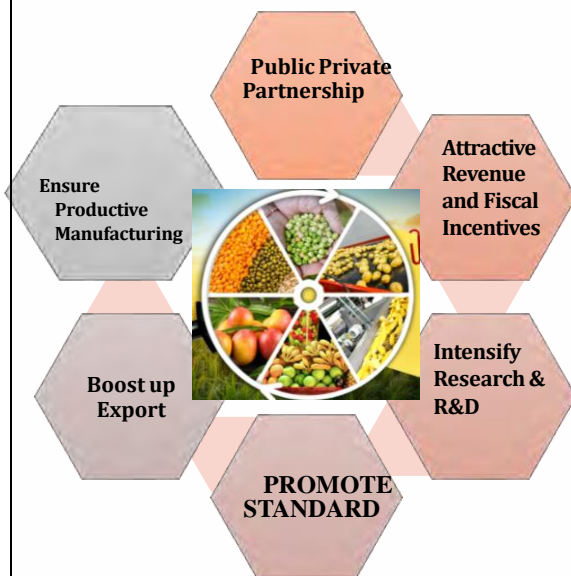 Public Private
Partnership
Attractive
Revenue
and Fiscal
Incentives
Intensify
Research &
R&D
PROMOTE
STANDARD
Boost up
Export
Ensure
Productive
Manufacturing